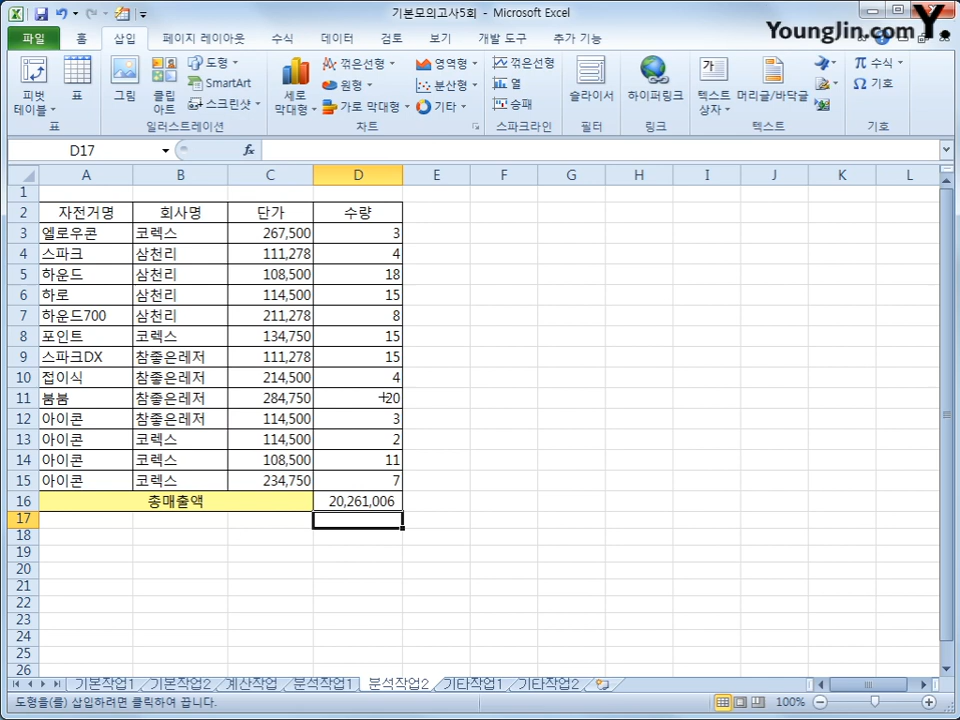 기본모의고사5회 - Microsoft Excel
YoungJin.com Y.
파일 홈 삽입 페이지 레이아웃 수식 데이터 검토 보기 개발 도구 추가 기능
피벗 테이블 표 그림 클립 아트 도형 SmartArt 스크린샷 세로 막대형 꺾은선형 원형 가로 막대형 영역형 분산형 기타 꺾은선형 열 승패 슬라이서 하이퍼링크 텍스트 상자 머리글/바닥글 수식 기호
표 일러스트레이션 차트 스파크라인 필터 링크 텍스트 기호
D17 fx
A B C D E F G H I J K L
1
2 자전거명 회사명 단가 수량
3 엘로우콘 코렉스 267,500 3
4 스파크 삼천리 111,278 4
5 하운드 삼천리 108,500 18
6 하로 삼천리 114,500 15
7 하운드700 삼천리 211,278 8
8 포인트 코렉스 134,750 15
9 스파크DX 참좋은레저 111,278 15
10 접이식 참좋은레저 214,500 4
11 붐붐 참좋은레저 284,750 20
12 아이콘 참좋은레저 114,500 3
13 아이콘 코렉스 114,500 2
14 아이콘 코렉스 108,500 11
15 아이콘 코렉스 234,750 7
16 총매출액 20,261,006
17
18
19
20
21
22
23
24
25
26
기본작업1 기본작업2 계산작업 분석작업1 분석작업2 기타작업1 기타작업2
도형을(를) 삽입하려면 클릭하여 끕니다. 100%